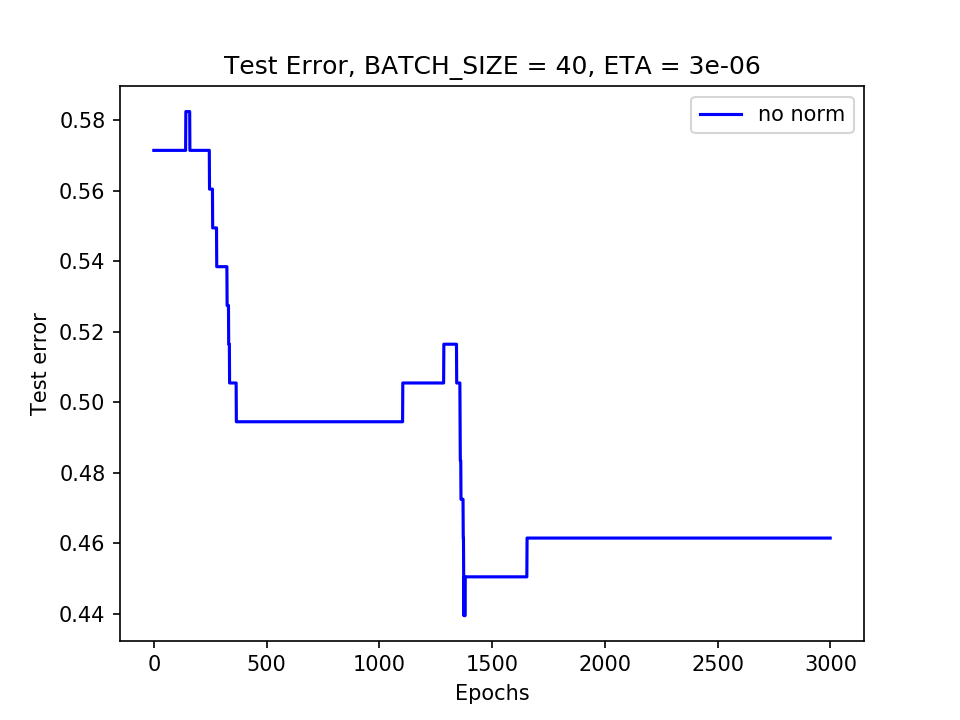 Test Error, BATCH_SIZE = 40, ETA = 3e-06
no norm
Test error
0.58
0.56
0.54
0.52
0.50
0.48
0.46
0.44
0 500 1000 1500 2000 2500 3000
Epochs